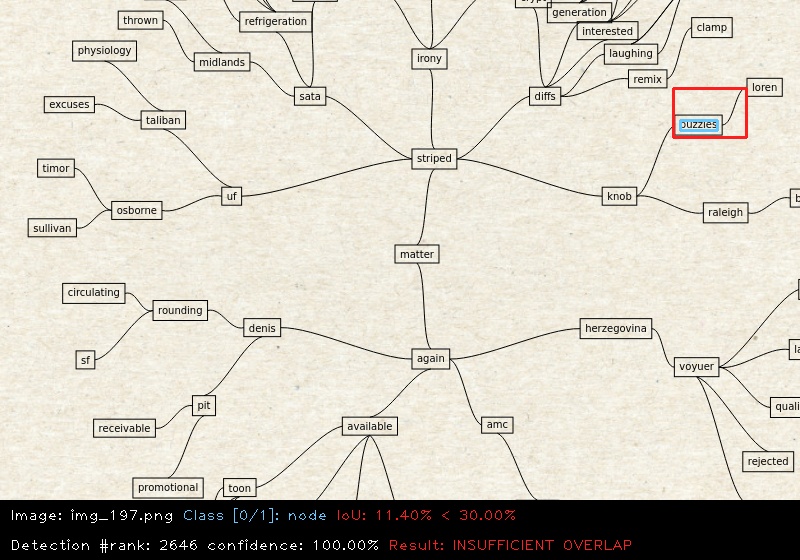 thrown
refrigeration
generation
interested
clamp
physiology
midlands
irony
laughing
remix
loren
excuses
sata
diffs
taliban
puzzles
striped
timor
uf
knob
osborne
raleigh
sullivan
matter
circulating
rounding
denis
herzegovina
sf
again
voyuer
pit
receivable
available
amc
rejected
promotional
toon
Image: img_197.png Class [0/1]: node IoU: 11.40% < 30.00%
Detection #rank: 2646 confidence: 100.00% Result: INSUFFICIENT OVERLAP